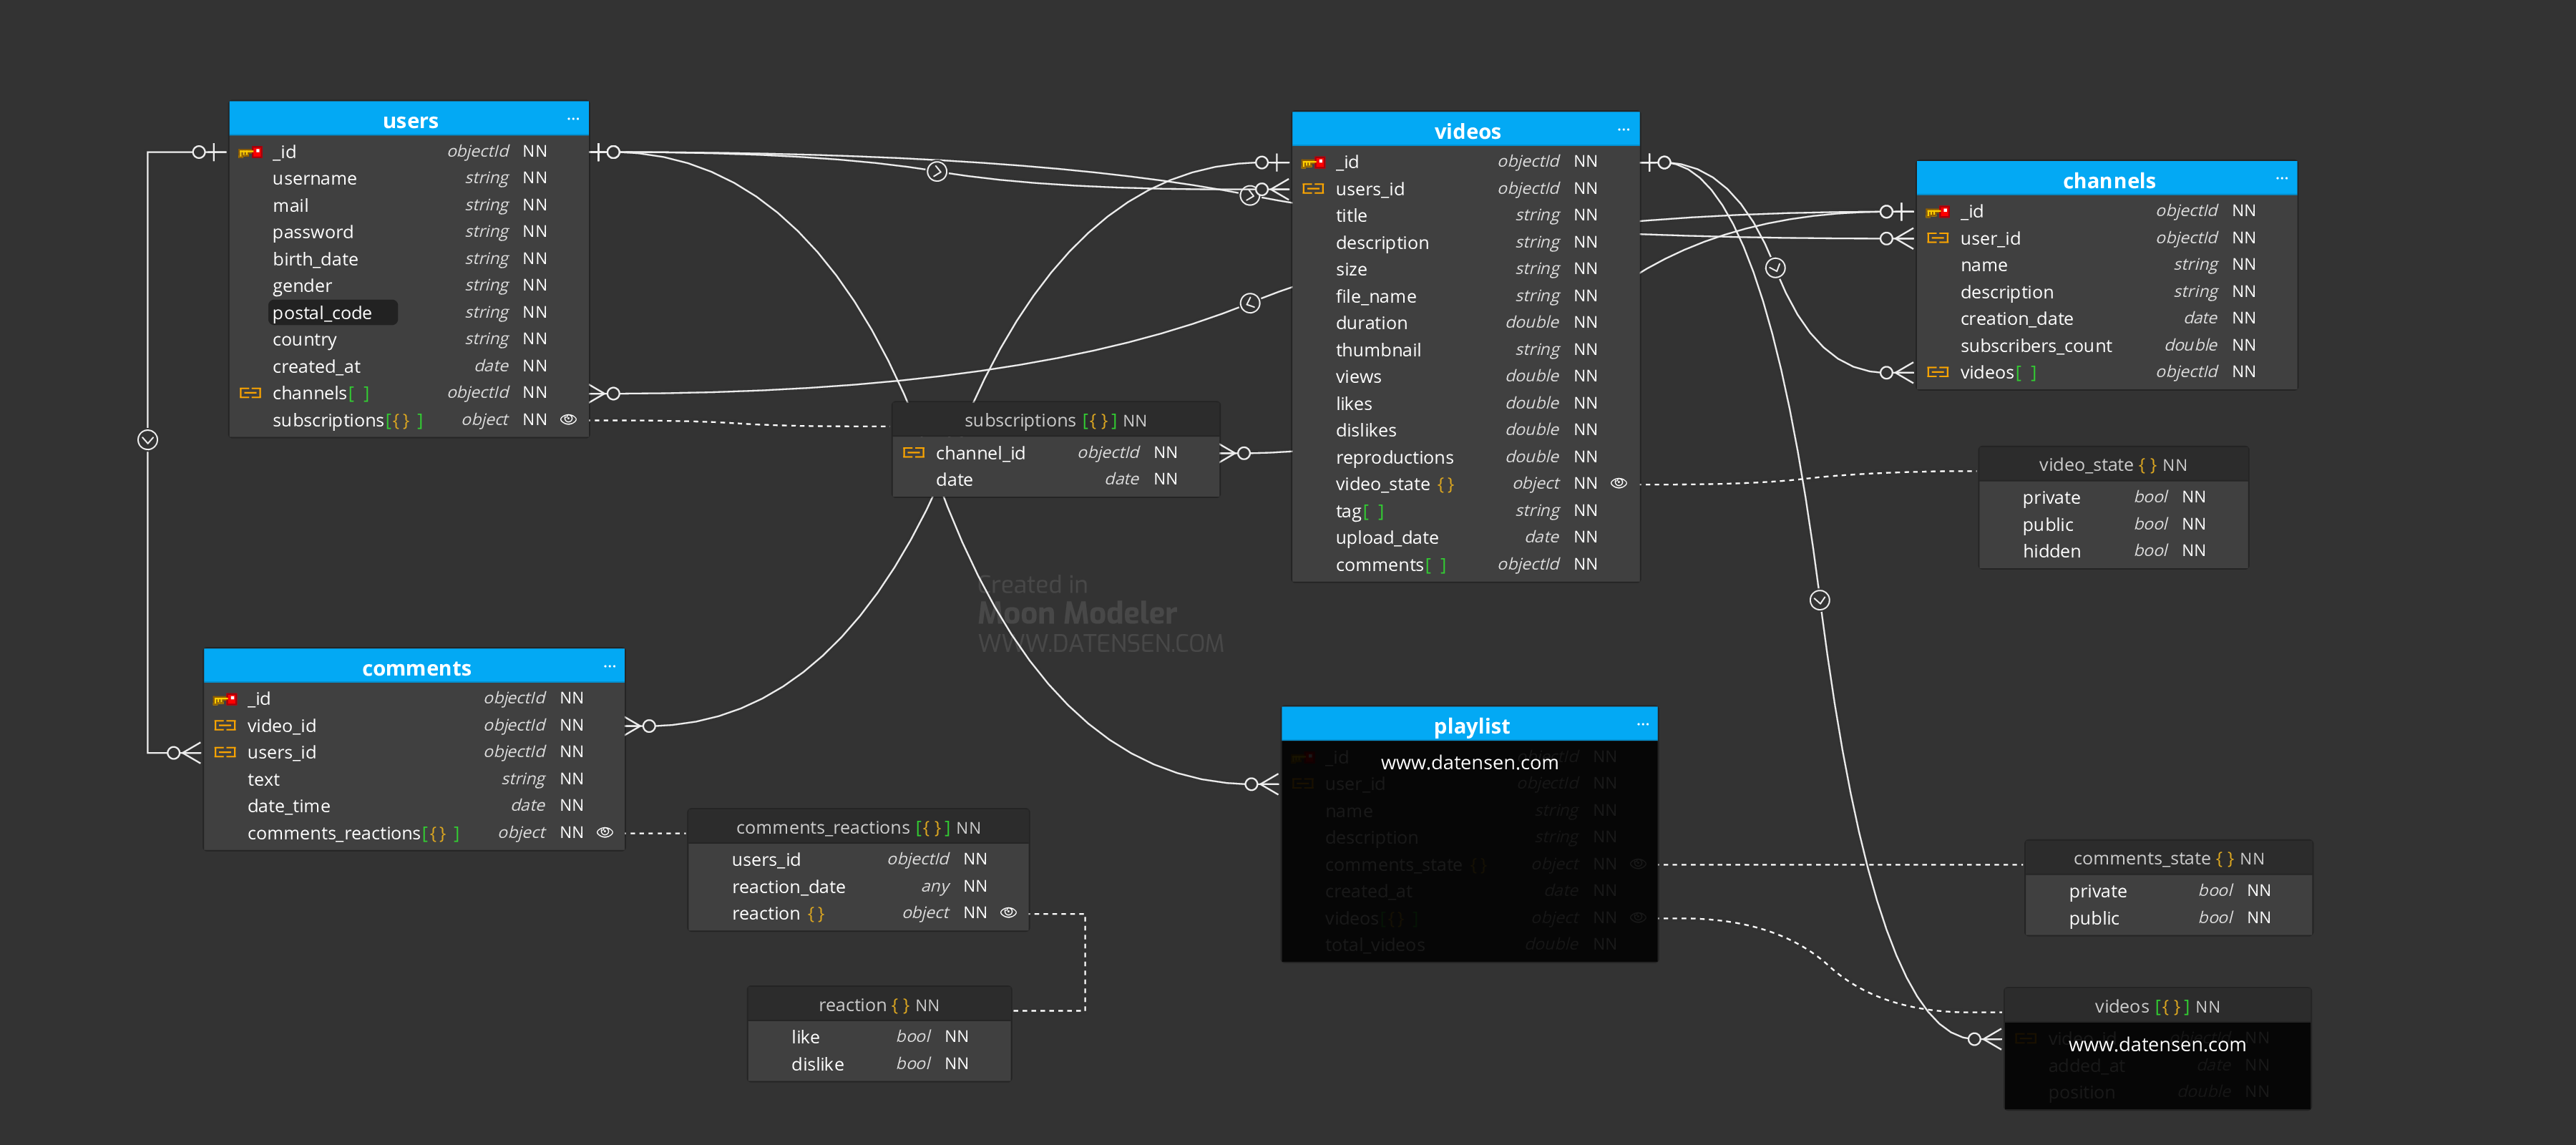 users ...
_id objectId NN
username string NN
mail string NN
password string NN
birth_date string NN
gender string NN
postal_code string NN
country string NN
created_at date NN
channels[ ] objectId NN
subscriptions[{} ] object NN
videos ...
_id objectId NN
users_id objectId NN
title string NN
description string NN
size string NN
file_name string NN
duration double NN
thumbnail string NN
views double NN
likes double NN
dislikes double NN
reproductions double NN
video_state {} object NN
tag[ ] string NN
upload_date date NN
comments[ ] objectId NN
channels ...
_id objectId NN
user_id objectId NN
name string NN
description string NN
creation_date date NN
subscribers_count double NN
videos[ ] objectId NN
subscriptions [{}] NN
channel_id objectId NN
date date NN
video_state {} NN
private bool NN
public bool NN
hidden bool NN
Created in
Moon Modeler
WWW.DATENSEN.COM
comments ...
_id objectId NN
video_id objectId NN
users_id objectId NN
text string NN
date_time date NN
comments_reactions[{} ] object NN
comments_reactions [{}] NN
users_id objectId NN
reaction_date any NN
reaction {} object NN
reaction {} NN
like bool NN
dislike bool NN
playlist ...
www.datensen.com
_id objectId NN
user_id objectId NN
name string NN
description string NN
comments_state {} object NN
created_at date NN
videos[{} ] object NN
total_videos double NN
comments_state {} NN
private bool NN
public bool NN
videos [{}] NN
www.datensen.com
added_at date NN
position double NN